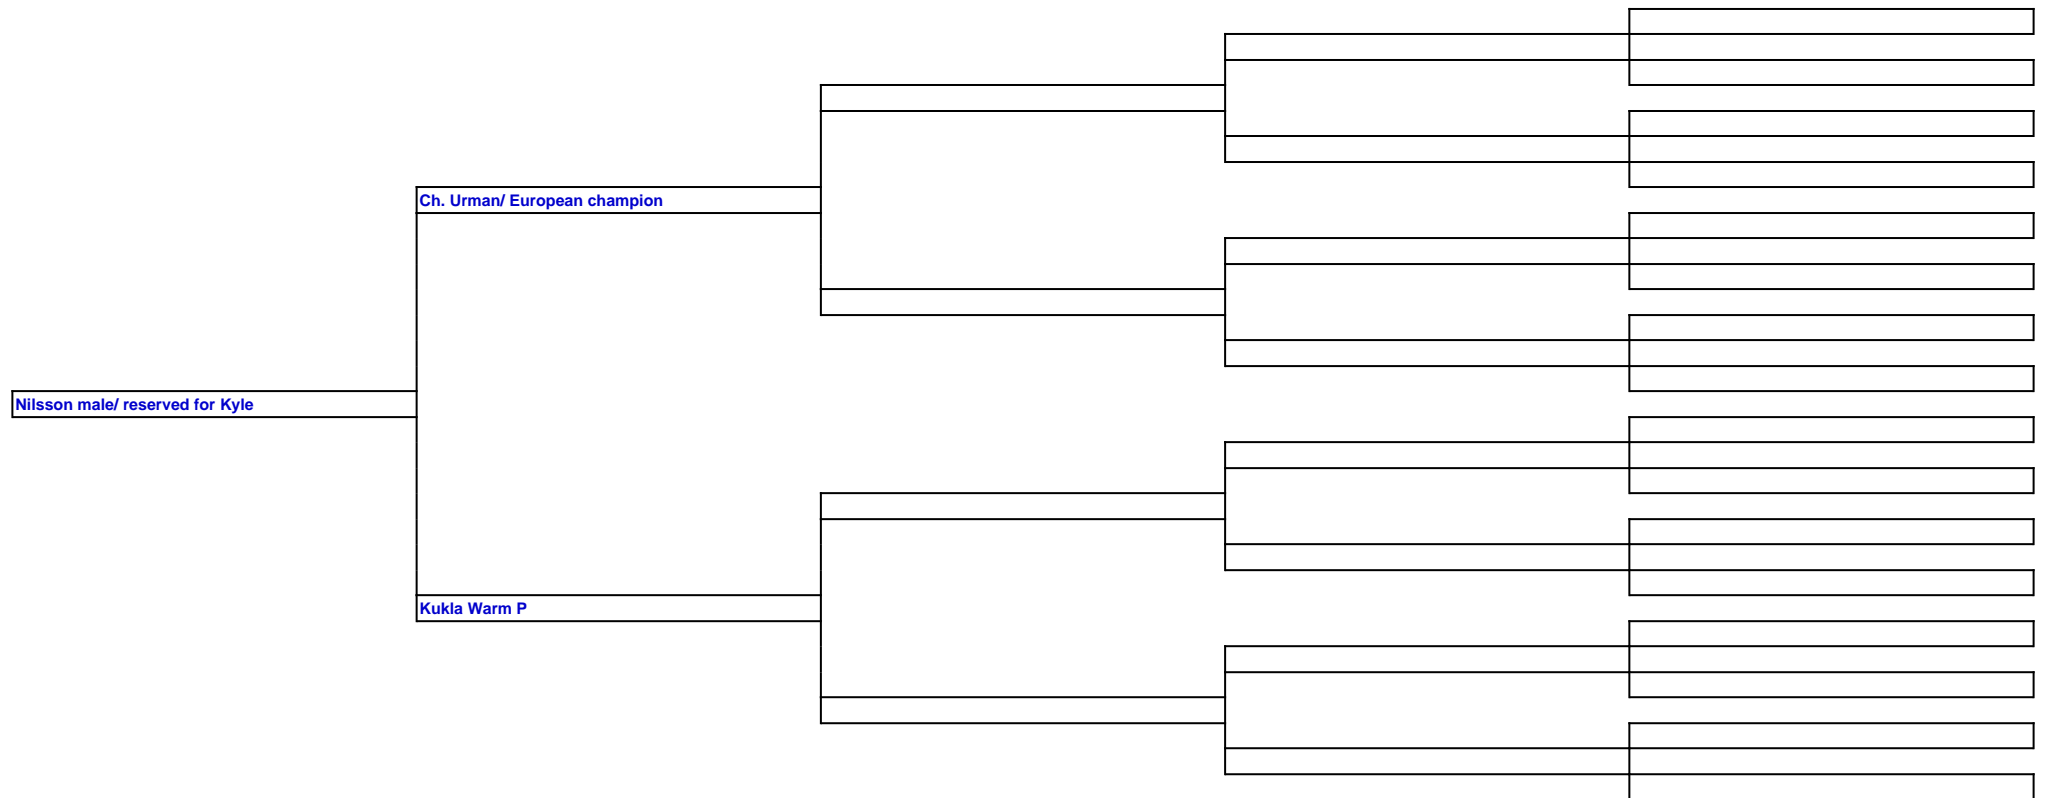 Ch. Urman/ European champion
Nilsson male/ reserved for Kyle
Kukla Warm P